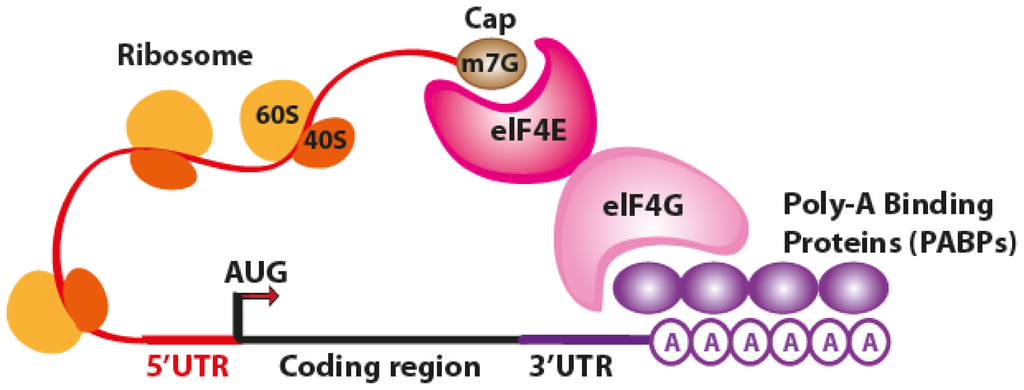 Cap
Ribosome
m7G
60S
40S
eIF4E
eIF4G
Poly-A Binding
Proteins (PABPs)
AUG
A A A A A A
5'UTR
Coding region
3'UTR